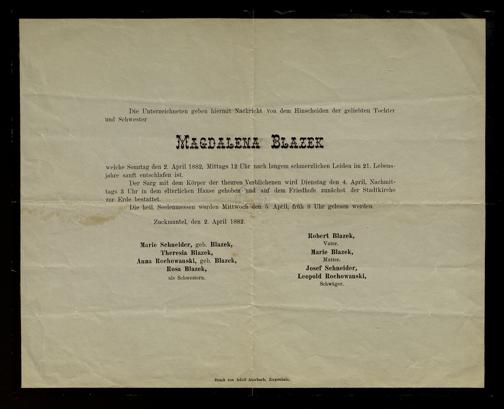 Die Unterzeichneten geben hiermit Nachricht von dem Hinscheiden der geliebten Tochter
und Schwester
MAGDALENA BLAZEK
welche Sonntag den 2. April 1882, Mittags 12 Uhr nach langem schmerzlichen Leiden im 21. Lebens-
jahre sanft entschlafen ist.
Der Sarg mit dem Körper der theuren Verblichenen wird Dienstag den 4. April, Nachmit-
tags 3 Uhr in dem elterlichen Hause gehoben und auf dem Friedhofe zunächst der Stadtkirche
zur Erde bestattet.
Die heil. Seelenmessen werden Mittwoch den 5. April, früh 8 Uhr gelesen werden.
Zuckmantel, den 2. April 1882.
Marie Schneider, geb. Blazek,
Theresia Blazek,
Anna Rochowanski, geb. Blazek,
Rosa Blazek,
als Schwestern.
Robert Blazek,
Vater.
Marie Blazek,
Mutter.
Josef Schneider,
Leopold Rochowanski,
Schwäger.
Druck von Adolf